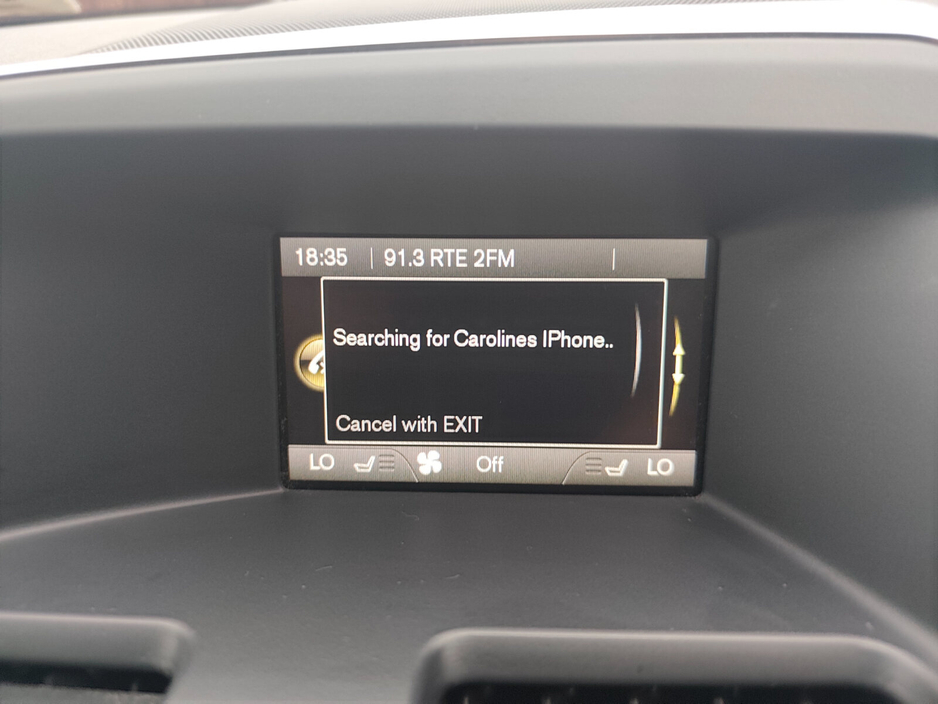 18:35 91.3 RTE 2FM
Searching for Carolines IPhone..
Cancel with EXIT
LO Off LO